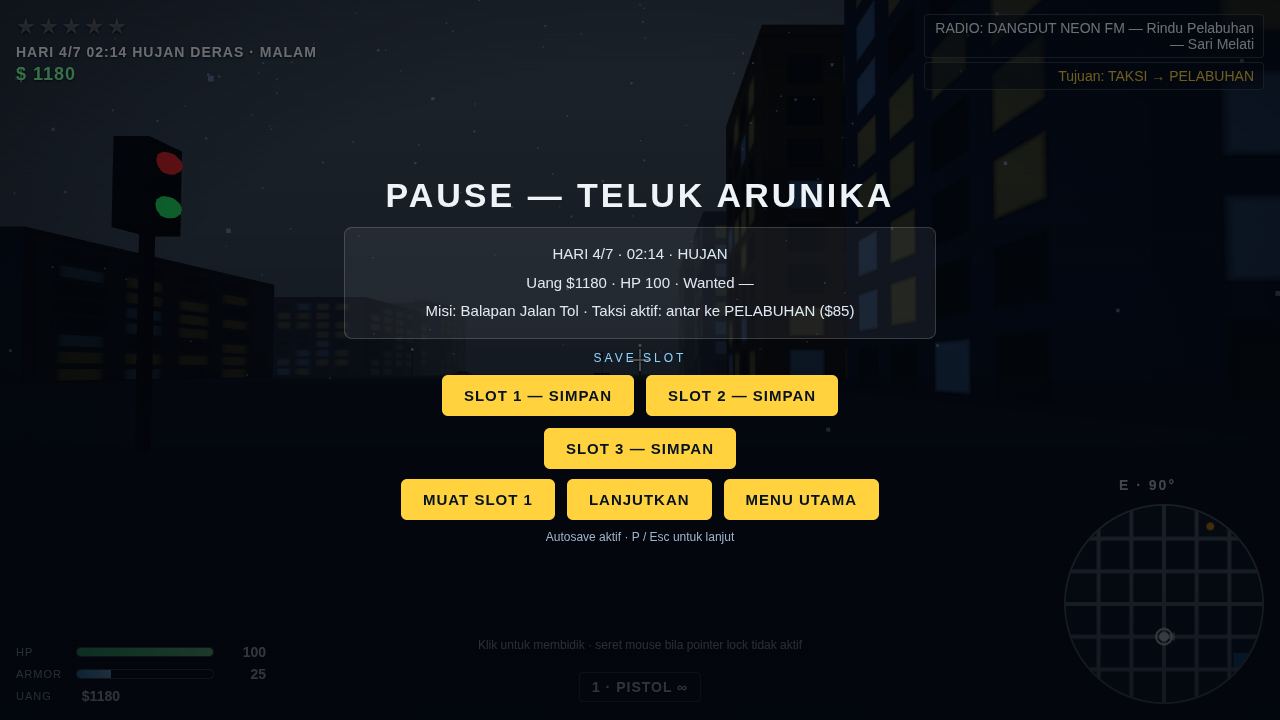 ★★★★★
HARI 4/7 02:14 HUJAN DERAS · MALAM
$ 1180
RADIO: DANGDUT NEON FM — Rindu Pelabuhan
— Sari Melati
Tujuan: TAKSI → PELABUHAN
PAUSE — TELUK ARUNIKA
HARI 4/7 · 02:14 · HUJAN
Uang $1180 · HP 100 · Wanted —
Misi: Balapan Jalan Tol · Taksi aktif: antar ke PELABUHAN ($85)
SAVE SLOT
SLOT 1 — SIMPAN
SLOT 2 — SIMPAN
SLOT 3 — SIMPAN
MUAT SLOT 1
LANJUTKAN
MENU UTAMA
Autosave aktif · P / Esc untuk lanjut
E · 90°
Klik untuk membidik · seret mouse bila pointer lock tidak aktif
1 · PISTOL ∞
HP 100
ARMOR 25
UANG $1180